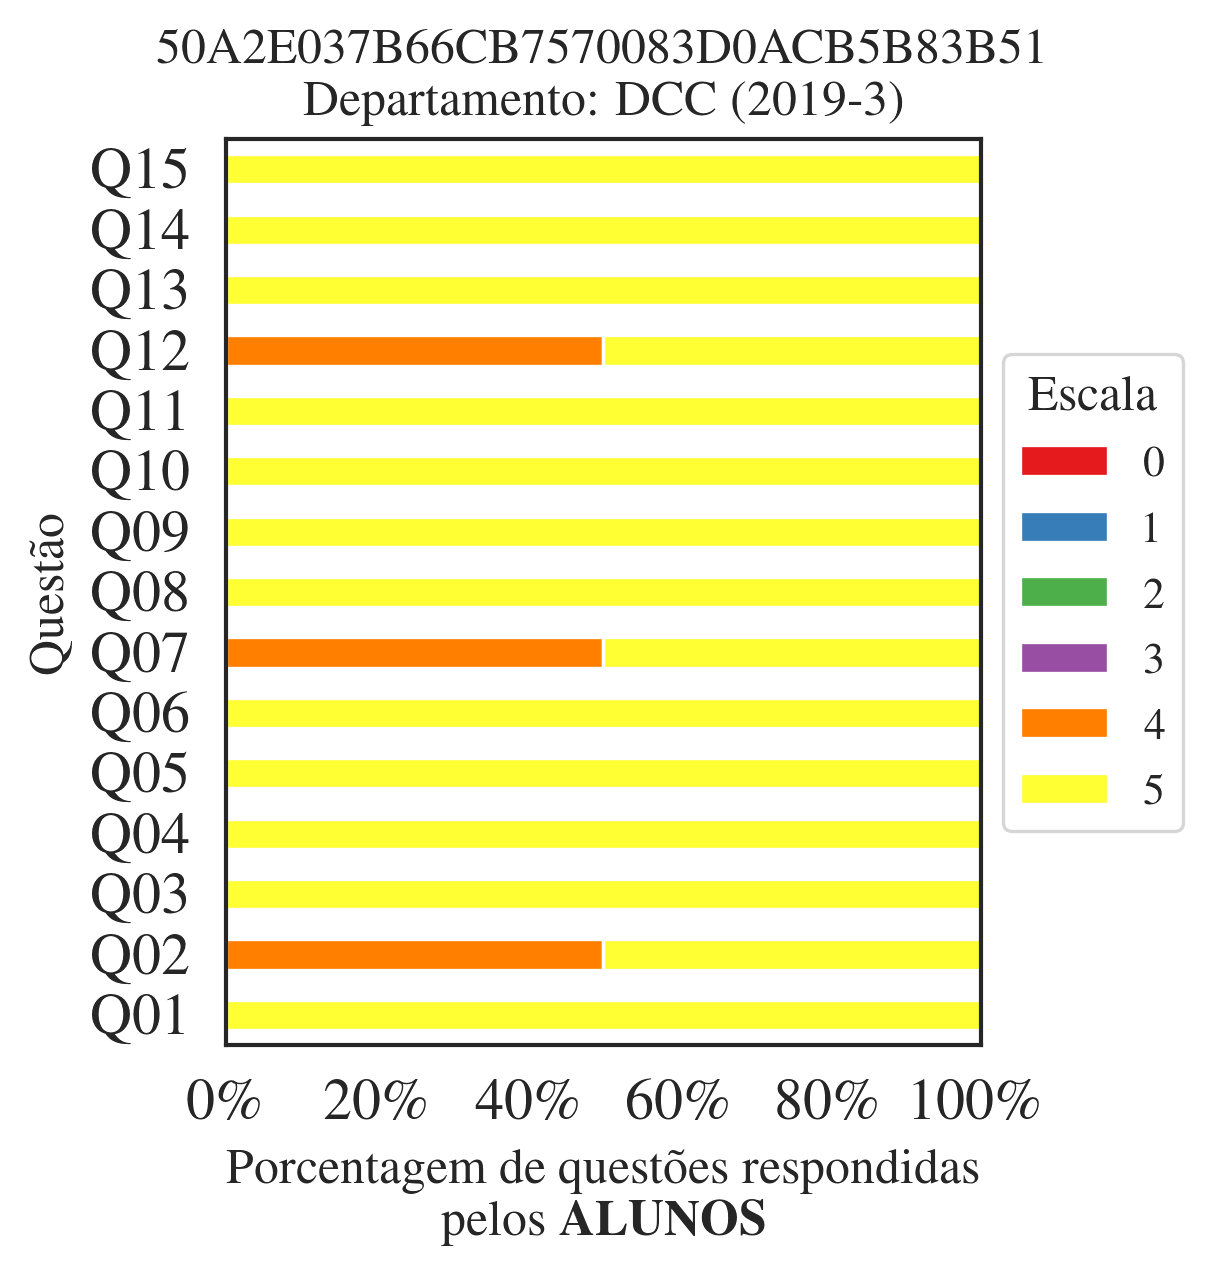 50A2E037B66CB7570083D0ACB5B83B51
Departamento: DCC (2019-3)
Q15
Q14
Q13
Q12
Q11
Q10
Q09
Q08
Q07
Q06
Q05
Q04
Q03
Q02
Q01
Questão
0% 20% 40% 60% 80% 100%
Porcentagem de questões respondidas
pelos ALUNOS
Escala
0
1
2
3
4
5